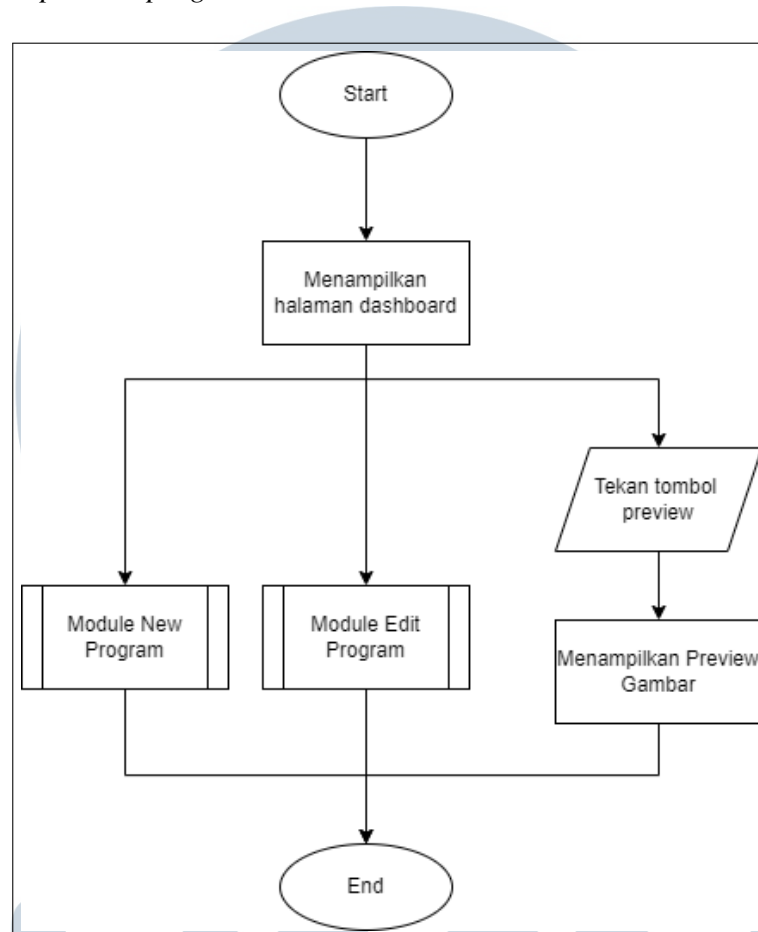 Start
Menampilkan
halaman dashboard
Tekan tombol
preview
Module New
Program
Module Edit
Program
Menampilkan Preview
Gambar
End